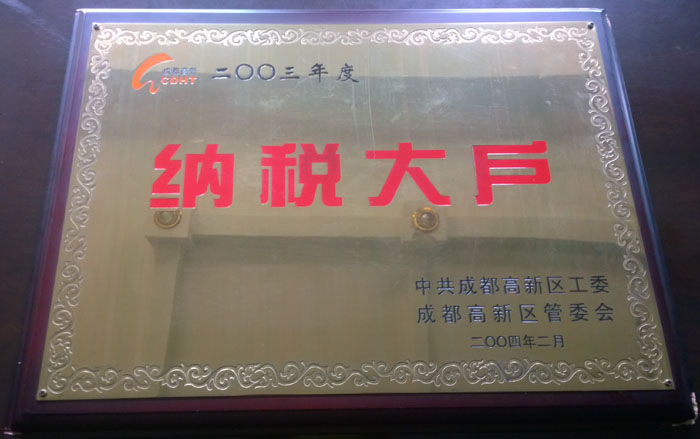 CDHT 二〇〇三年度
纳税大户
中共成都高新区工委
成都高新区管委会
二〇〇四年二月